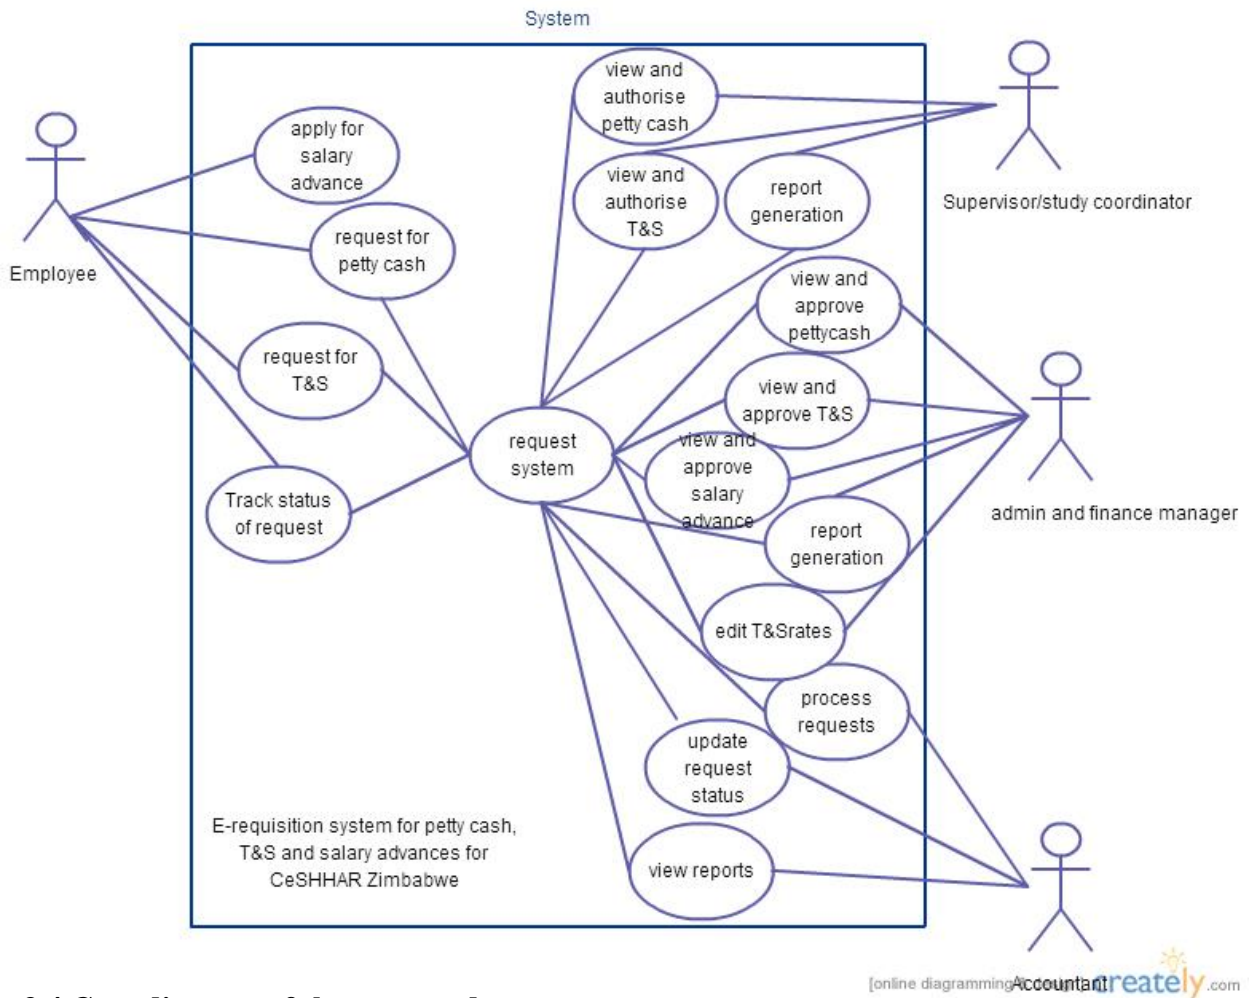 System
view and
authorise
petty cash
apply for
salary
advance
view and
authorise
T&S
report
generation
Supervisor/study coordinator
request for
petty cash
Employee
view and
approve
pettycash
request for
T&S
view and
approve T&S
request
system
view and
approve
salary
advance
Track status
of request
admin and finance manager
report
generation
edit T&Srates
process
requests
update
request
status
E-requisition system for petty cash,
T&S and salary advances for
CeSHHAR Zimbabwe
view reports
Accountant
[online diagramming
creately.com